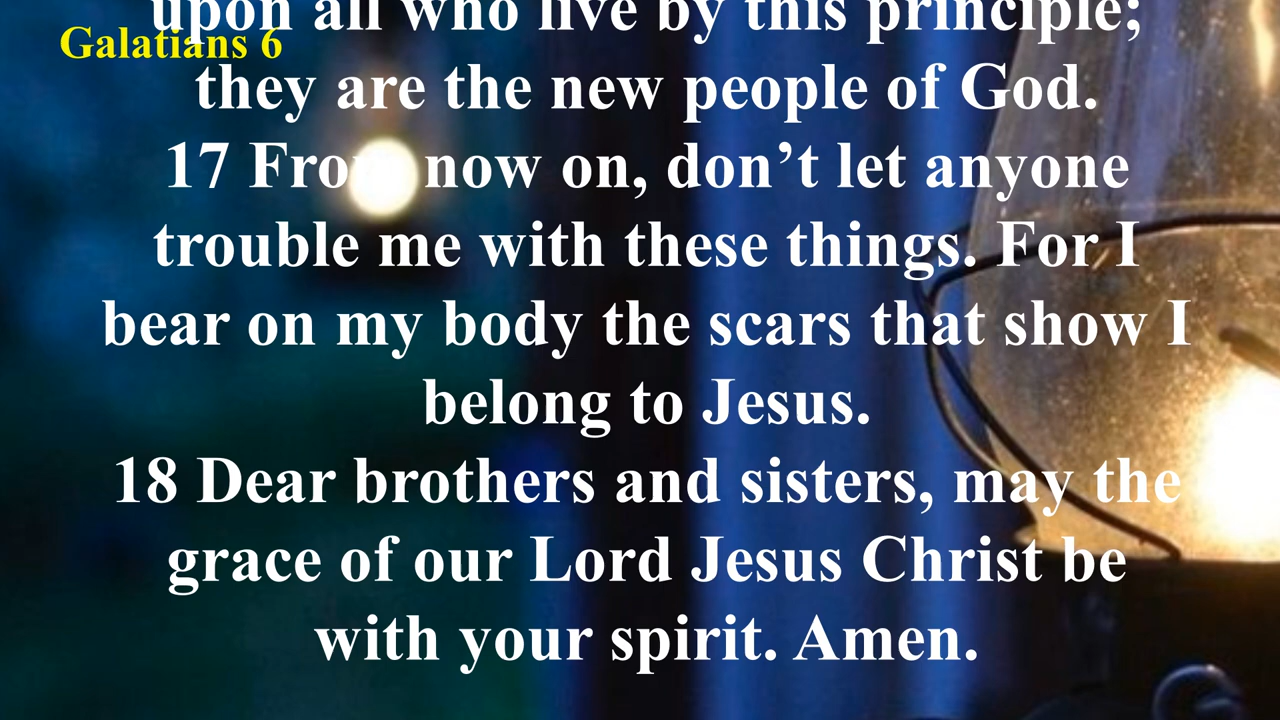 upon all who live by this principle;
Galatians 6
they are the new people of God.
17 From now on, don’t let anyone
trouble me with these things. For I
bear on my body the scars that show I
belong to Jesus.
18 Dear brothers and sisters, may the
grace of our Lord Jesus Christ be
with your spirit. Amen.